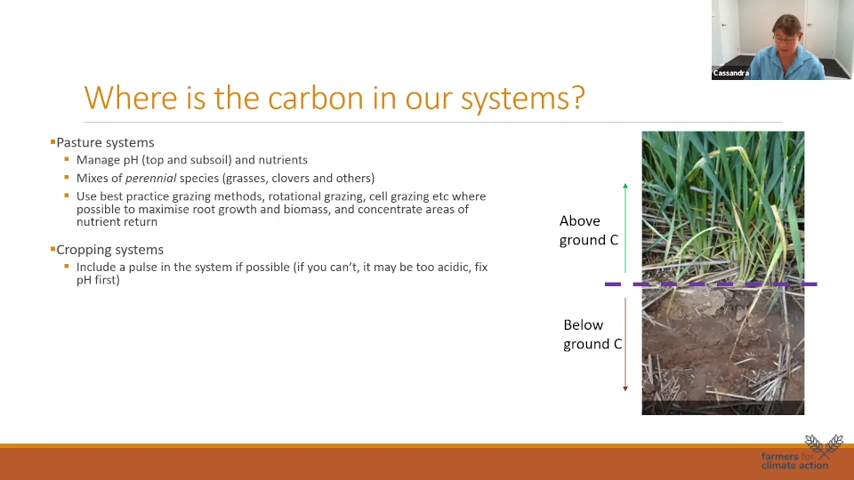 Cassandra
Where is the carbon in our systems?
Pasture systems
Manage pH (top and subsoil) and nutrients
Mixes of perennial species (grasses, clovers and others)
Use best practice grazing methods, rotational grazing, cell grazing etc where
possible to maximise root growth and biomass, and concentrate areas of
nutrient return
Cropping systems
Include a pulse in the system if possible (if you can't, it may be too acidic, fix
pH first)
Above
ground C
Below
ground C
farmers for
climate action